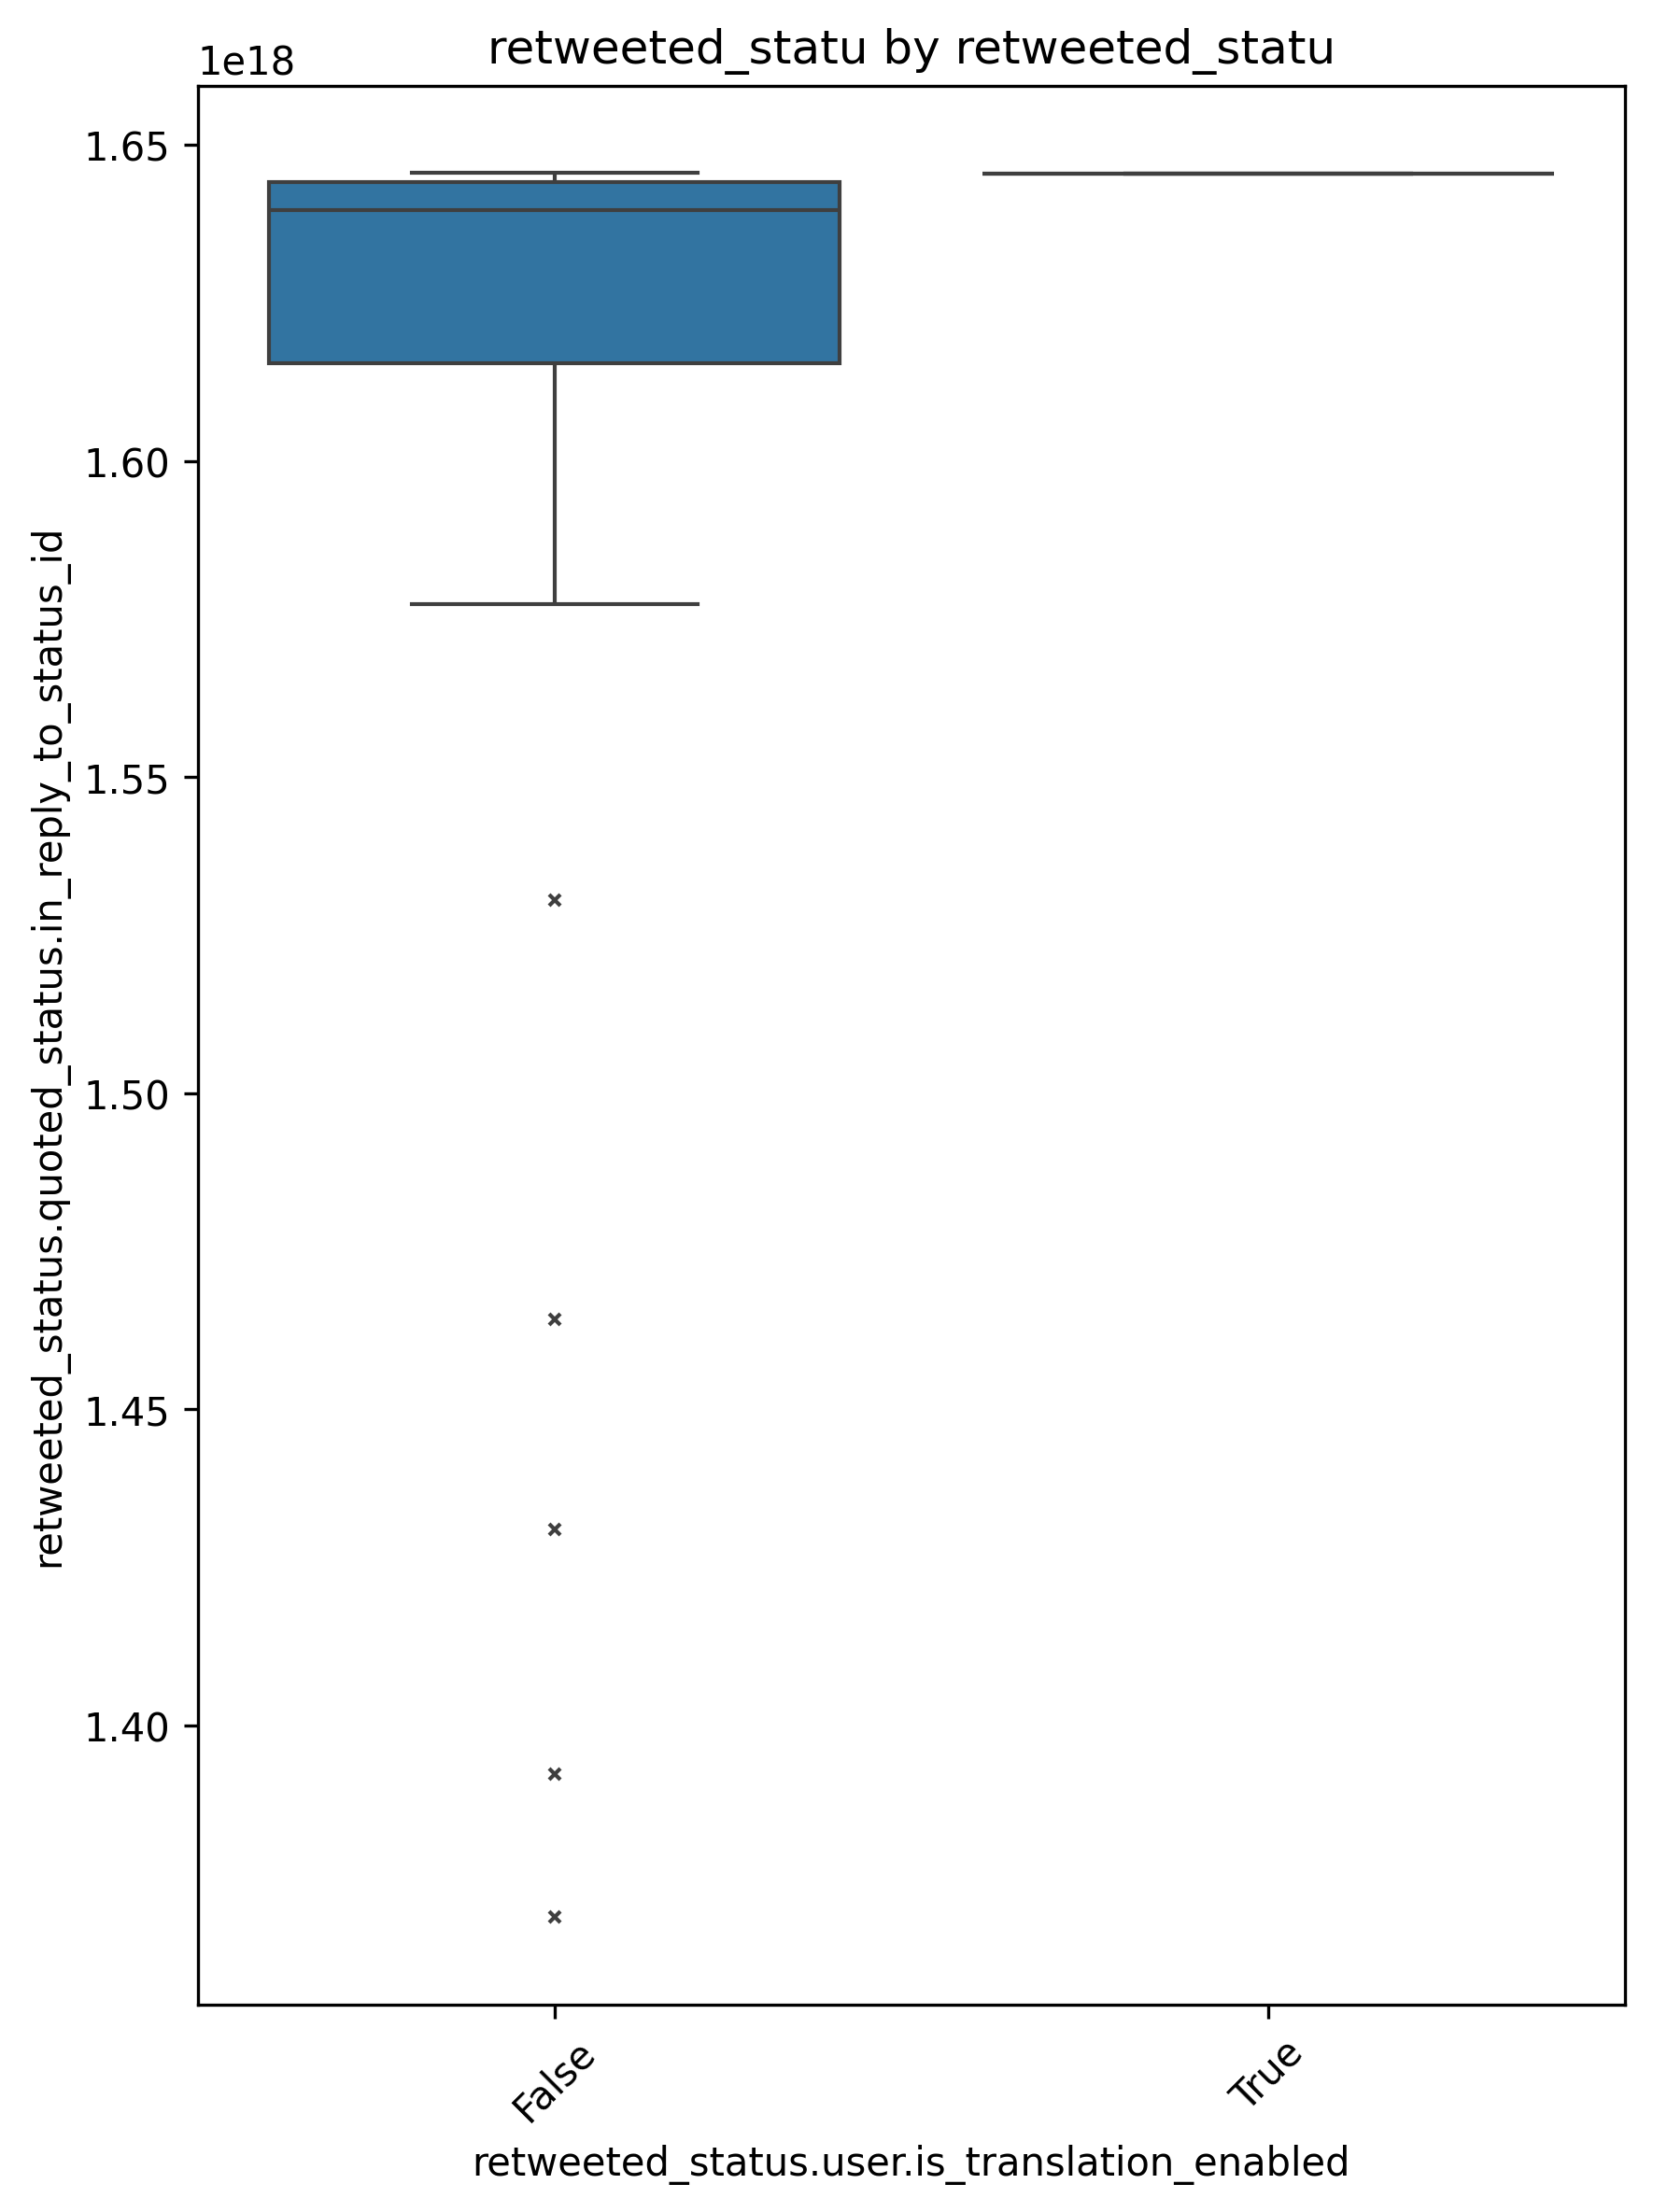 retweeted_statu by retweeted_statu
1e18
1.65
1.60
1.55
1.50
1.45
1.40
retweeted_status.quoted_status.in_reply_to_status_id
False
True
retweeted_status.user.is_translation_enabled